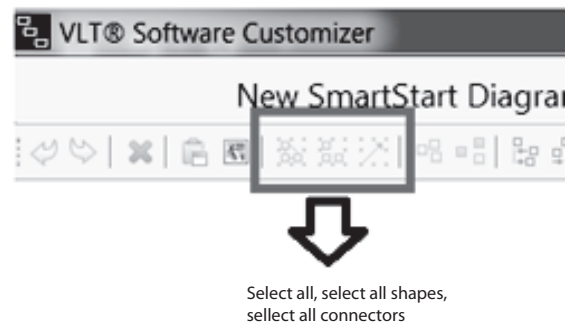 VLT® Software Customizer
New SmartStart Diagra
Select all, select all shapes,
sellect all connectors